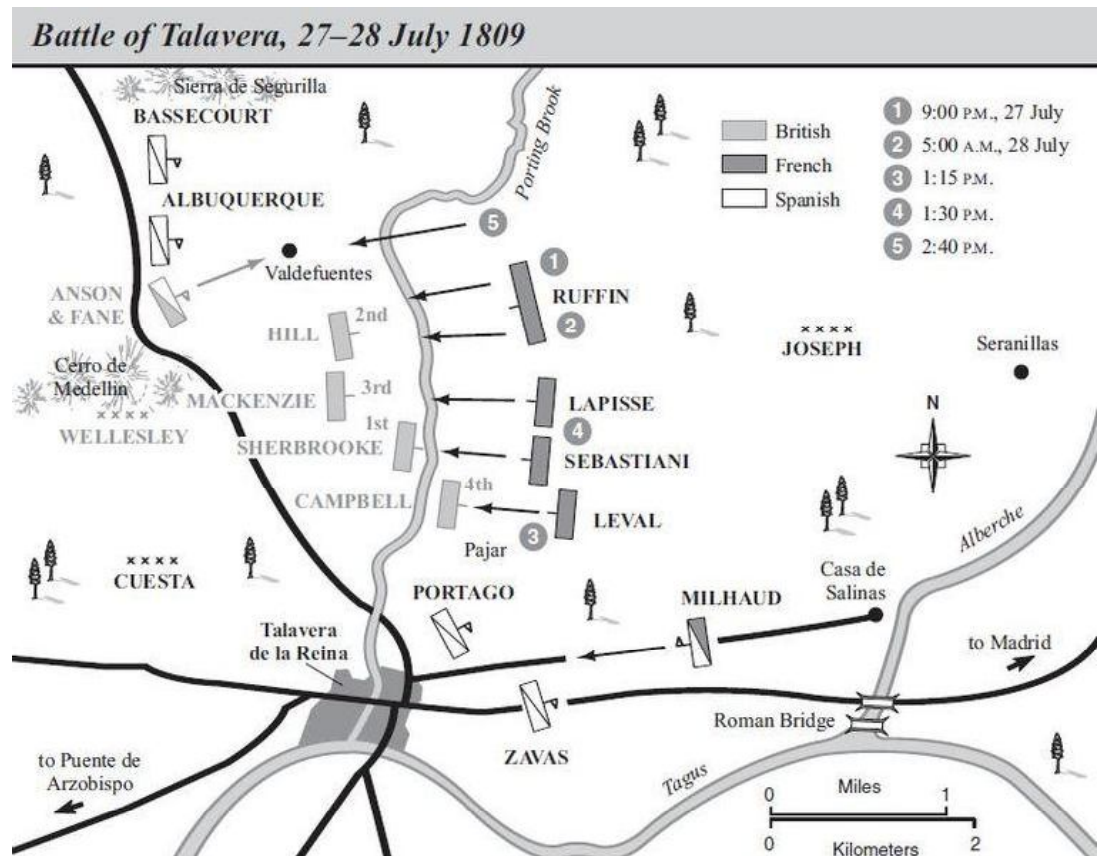 Battle of Talavera, 27–28 July 1809
Sierra de Segurilla
BASSECOURT
ALBUQUERQUE
Valdefuentes
ANSON
& FANE
Cerro de
Medellin
WELLESLEY
HILL
2nd
MACKENZIE
3rd
1st
SHERBROOKE
CAMPBELL
4th
Porting Brook
5
1
RUFFIN
2
LAPISSE
4
SEBASTIANI
LEVAL
3
Pajar
British
French
Spanish
1 9:00 P.M., 27 July
2 5:00 A.M., 28 July
3 1:15 P.M.
4 1:30 P.M.
5 2:40 P.M.
xxxx
JOSEPH
Seranillas
N
Alberche
xxxx
CUESTA
PORTAGO
MILHAUD
Casa de
Salinas
Talavera
de la Reina
to Madrid
Roman Bridge
ZAVAS
to Puente de
Arzobispo
Tagus
0 Miles 1
0 Kilometers 2
xxxx